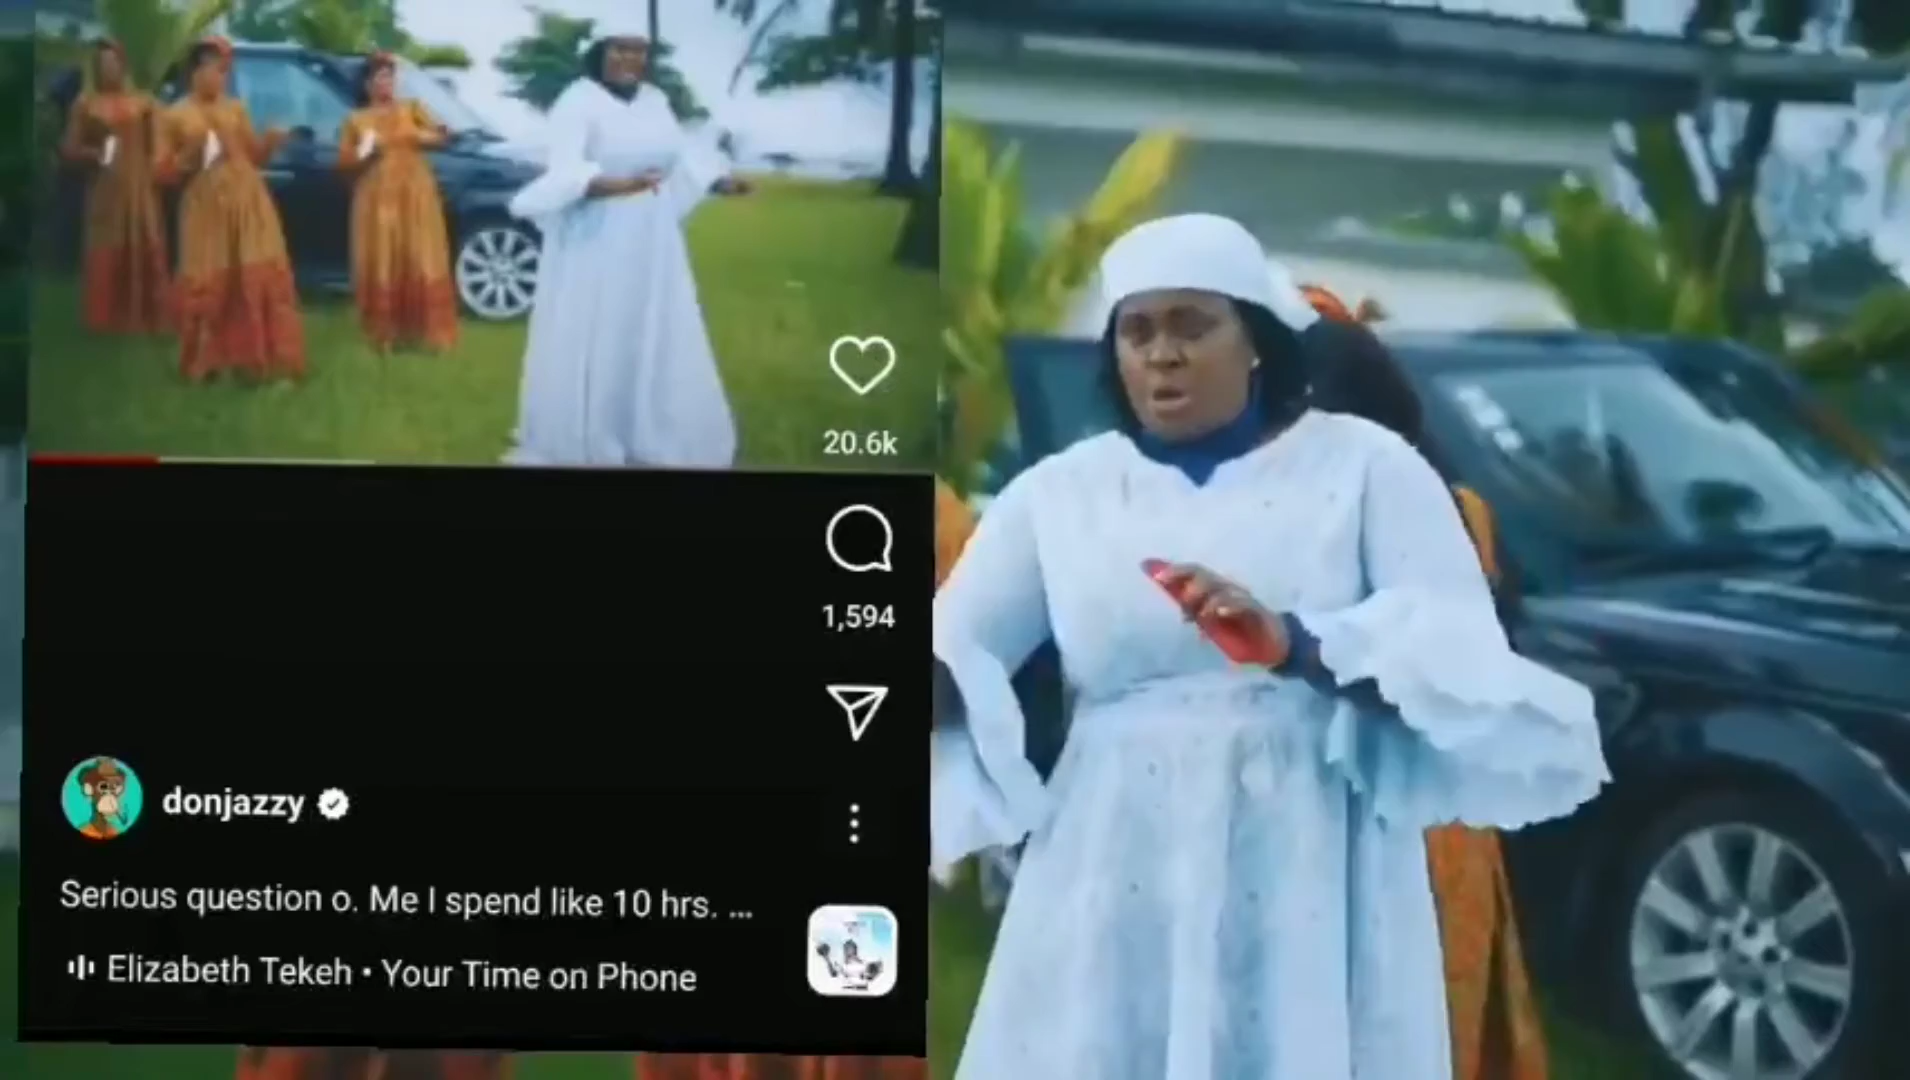 20.6k
1,594
donjazzy
Serious question o. Me I spend like 10 hrs. ...
Elizabeth Tekeh • Your Time on Phone